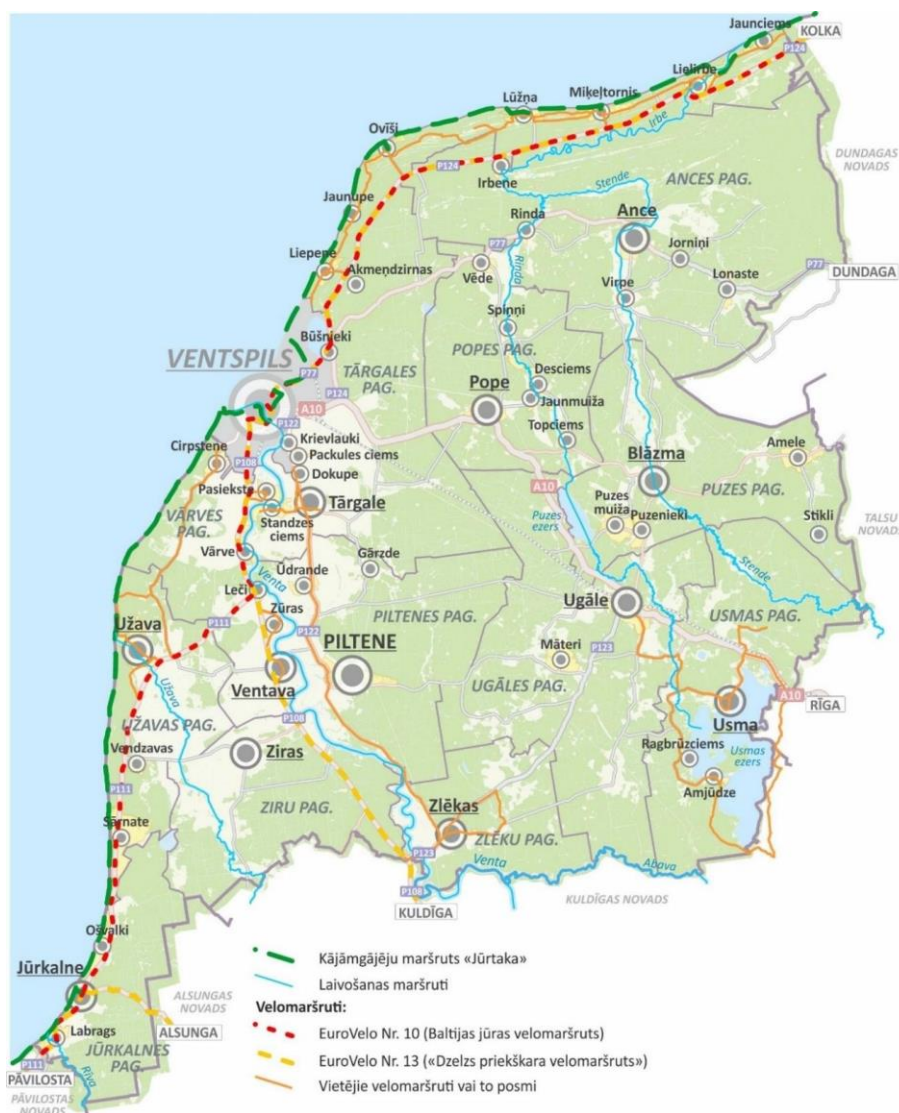 Jaunciems
KOLKA
P124
Lielirbe
Miķeļtornis
Lūžņa
Irbe
Ovīši
P124
DUNDAGAS
NOVADS
Irbene
Stende
ANCES PAG.
Jaunupe
Rinda
Ance
Liepene
P77
Jorniņi
Akmeņdzirnas
Vēde
Rinda
Virpe
Lonaste
P77
DUNDAGA
Spiņņi
Būšnieki
POPES PAG.
VENTSPILS
P77
TĀRGALES
PAG.
P124
Pope
Desciems
Jaunmuiža
A10
P122
Topciems
Krievlauki
Packules ciems
Cirpstene
P108
Dokupe
Blāzma
Amele
A10
Pasiekste
Tārgale
PUZES PAG.
VĀRVES
PAG.
Standzes
ciems
Puzes
ezers
Puzes
muiža
Puzenieki
Stikli
TALSU
NOVADS
Vārve
Gārzde
Venta
Stende
Leči
Ūdrande
Užava
P111
Zūras
P122
PILTENES PAG.
Ugāle
USMAS PAG.
PILTENE
Māteri
P123
Ventava
UGĀLES PAG.
A10
RĪGA
Užava
Usma
UŽAVAS PAG.
P108
Vendzavas
Ziras
Ragbrūzciems
Usmas
ezers
Amjūdze
P111
ZIRU PAG.
Zlēkas
Sārnate
ZLĒKU PAG.
P123
Venta
Abava
P108
KULDĪGA
KULDĪGAS NOVADS
Ošvalki
Jūrkalne
ALSUNGAS
NOVADS
ALSUNGA
Labrags
JŪRKALNES
PAG.
P111
PĀVILOSTA
Rīva
PĀVILOSTAS
NOVADS
Kājāmgājēju maršruts «Jūrtaka»
Laivošanas maršruti
Velomaršruti:
EuroVelo Nr. 10 (Baltijas jūras velomaršruts)
EuroVelo Nr. 13 («Dzelzs priekškara velomaršruts»)
Vietējie velomaršruti vai to posmi